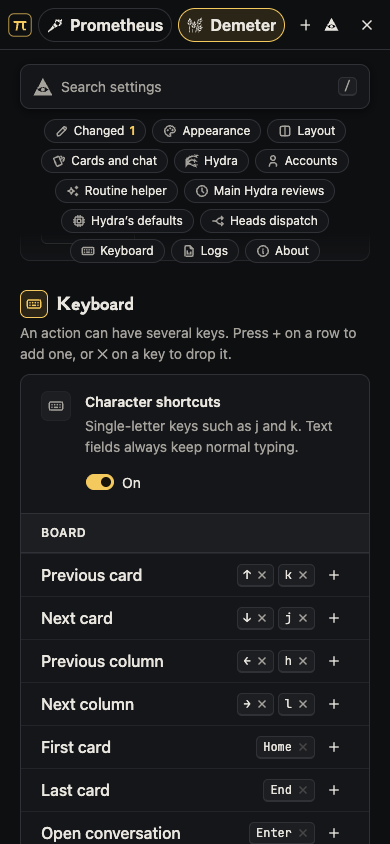 π Prometheus Demeter + ×
Search settings /
Changed 1 Appearance Layout
Cards and chat Hydra Accounts
Routine helper Main Hydra reviews
Hydra's defaults Heads dispatch
Keyboard Logs About
Keyboard
An action can have several keys. Press + on a row to
add one, or × on a key to drop it.
Character shortcuts
Single-letter keys such as j and k. Text
fields always keep normal typing.
On
BOARD
Previous card ↑ × k × +
Next card ↓ × j × +
Previous column ← × h × +
Next column → × l × +
First card Home × +
Last card End × +
Open conversation Enter × +